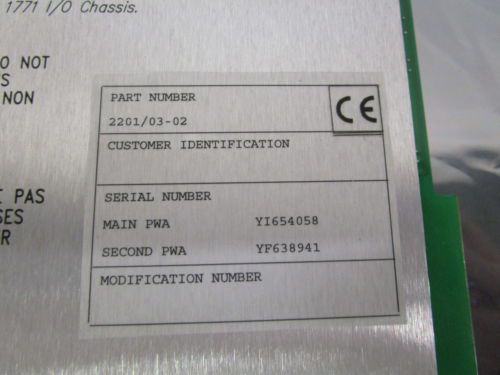 1771 I/O Chassis.
O NOT
S
NON
PART NUMBER
CE
2201/03-02
CUSTOMER IDENTIFICATION
SERIAL NUMBER
MAIN PWA YI654058
SECOND PWA YF638941
MODIFICATION NUMBER
PAS
SES
R